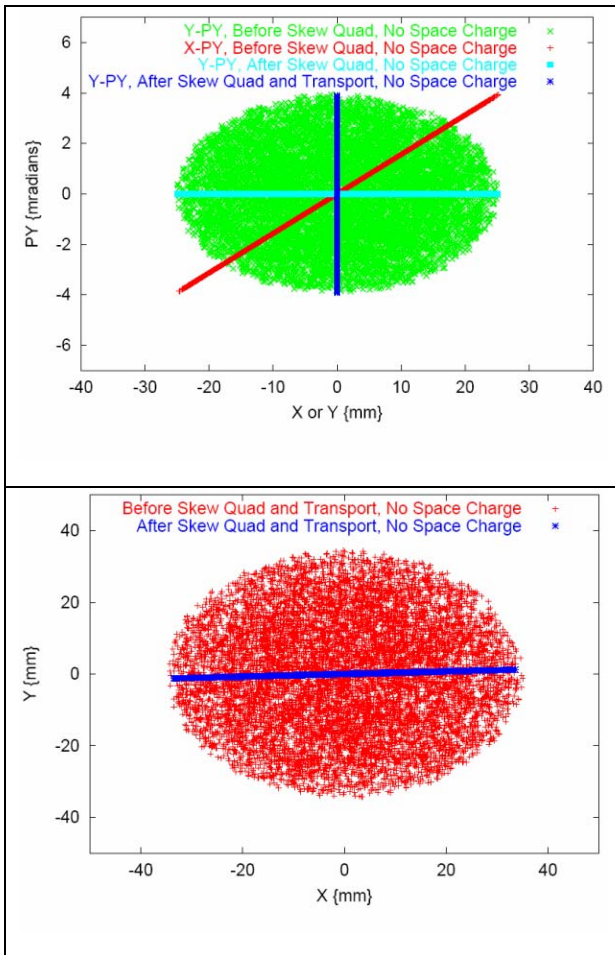 Y-PY, Before Skew Quad, No Space Charge
X-PY, Before Skew Quad, No Space Charge
Y-PY, After Skew Quad, No Space Charge
Y-PY, After Skew Quad and Transport, No Space Charge
6
4
2
0
-2
-4
-6
PY {mradians}
-40 -30 -20 -10 0 10 20 30 40
X or Y {mm}
Before Skew Quad and Transport, No Space Charge
After Skew Quad and Transport, No Space Charge
40
20
0
-20
-40
Y {mm}
-40 -20 0 20 40
X {mm}